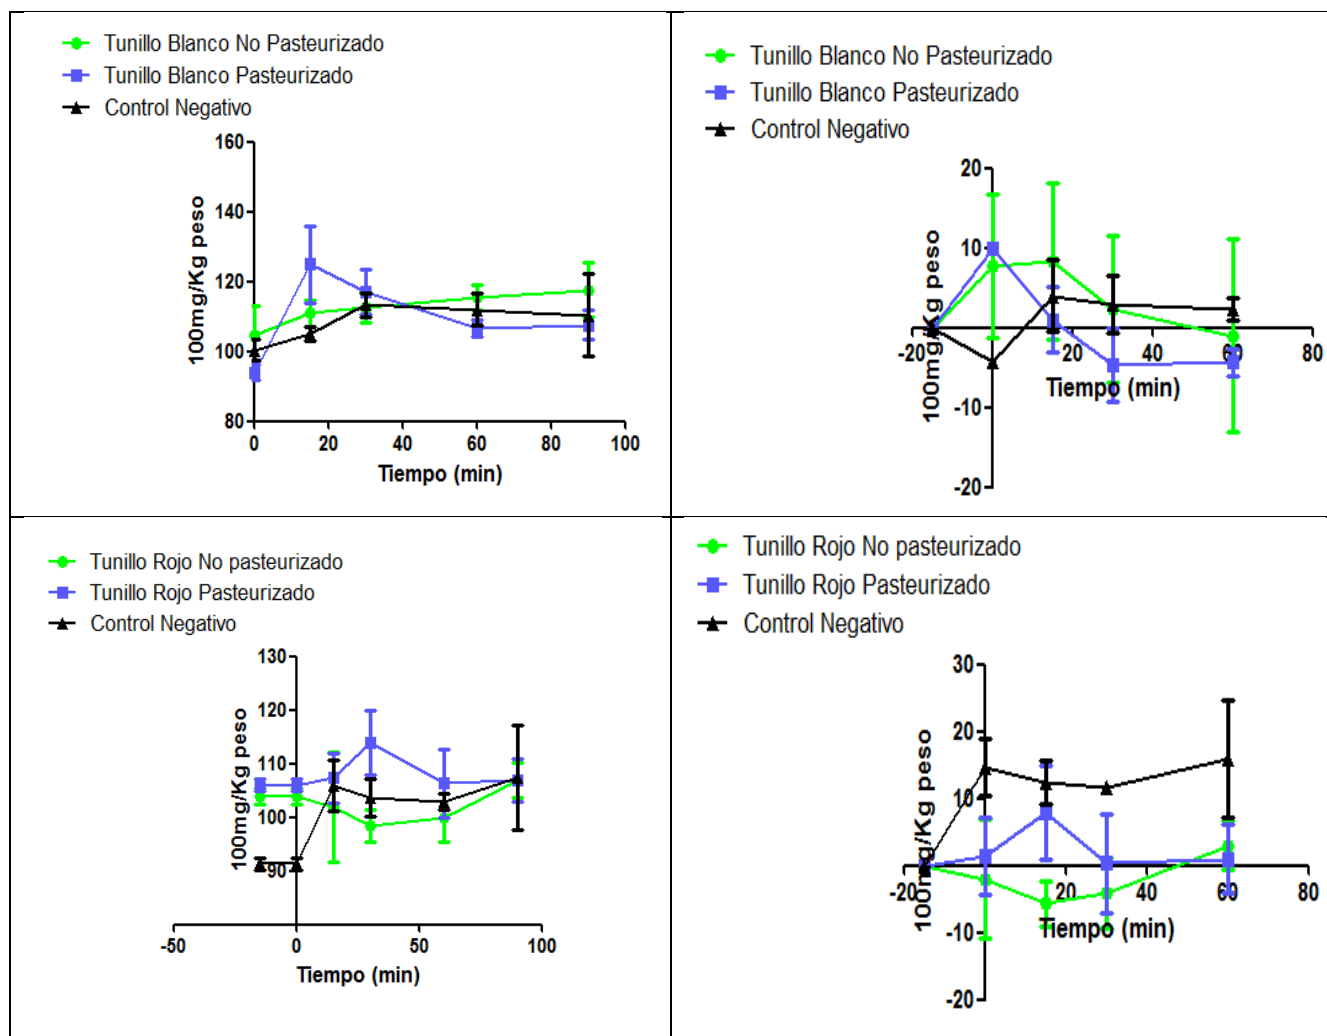 Tunillo Blanco No Pasteurizado
Tunillo Blanco Pasteurizado
Control Negativo
160
140
120
100
80
100mg/Kg peso
0
20
40
60
80
100
Tiempo (min)
Tunillo Blanco No Pasteurizado
Tunillo Blanco Pasteurizado
Control Negativo
20
10
-10
-20
100mg/Kg peso
-20
20
40
60
80
Tiempo (min)
Tunillo Rojo No pasteurizado
Tunillo Rojo Pasteurizado
Control Negativo
130
120
110
100
90
100mg/Kg peso
-50
0
50
100
Tiempo (min)
Tunillo Rojo No pasteurizado
Tunillo Rojo Pasteurizado
Control Negativo
30
20
10
-10
-20
100mg/Kg peso
-20
20
40
60
80
Tiempo (min)